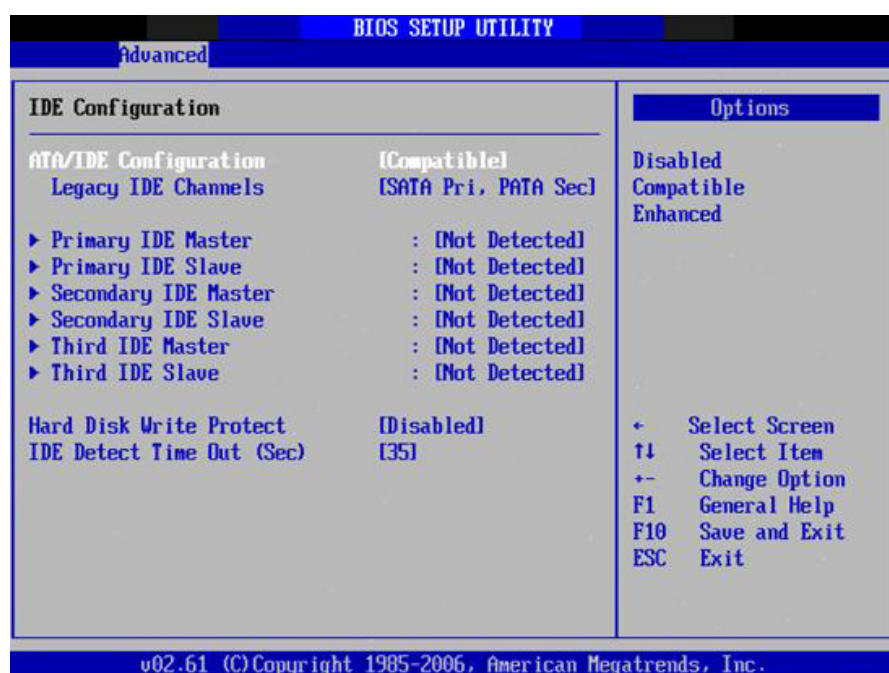 BIOS SETUP UTILITY
Advanced
IDE Configuration
ATA/IDE Configuration [Compatible]
Legacy IDE Channels [SATA Pri, PATA Sec]
▶ Primary IDE Master : [Not Detected]
▶ Primary IDE Slave : [Not Detected]
▶ Secondary IDE Master : [Not Detected]
▶ Secondary IDE Slave : [Not Detected]
▶ Third IDE Master : [Not Detected]
▶ Third IDE Slave : [Not Detected]
Hard Disk Write Protect [Disabled]
IDE Detect Time Out (Sec) [35]
Options
Disabled
Compatible
Enhanced
← Select Screen
↑↓ Select Item
+- Change Option
F1 General Help
F10 Save and Exit
ESC Exit
v02.61 (C)Copyright 1985-2006, American Megatrends, Inc.